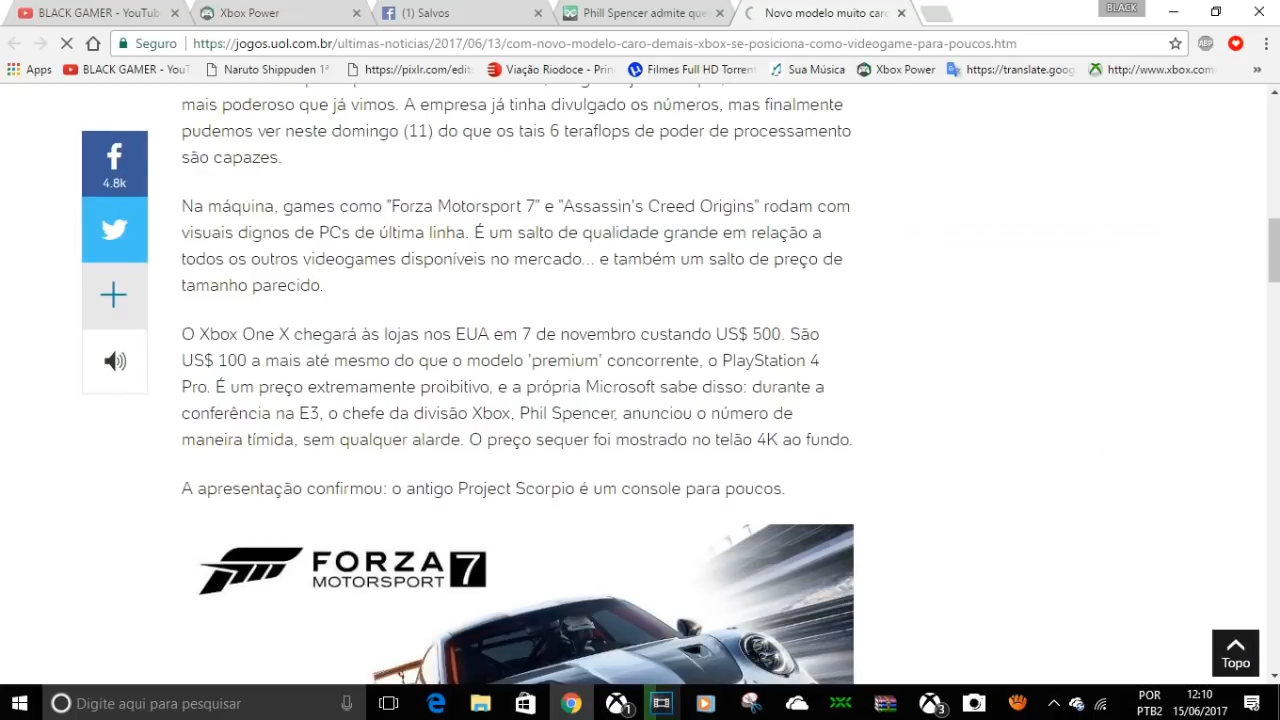 BLACK GAMER - YouTub
Xbox Power
(1) Salvos
Phill Spencer admite que
Novo modelo muito caro
BLACK
Seguro
https://jogos.uol.com.br/ultimas-noticias/2017/06/13/com-novo-modelo-caro-demais-xbox-se-posiciona-como-videogame-para-poucos.htm
ABP
Apps
BLACK GAMER - YouT
Naruto Shippuden 1ª
https://pixlr.com/edit
Viação Riodoce - Prin
Filmes Full HD Torrent
Sua Música
Xbox Power
https://translate.goog
http://www.xbox.com
»
mais poderoso que já vimos. A empresa já tinha divulgado os números, mas finalmente
pudemos ver neste domingo (11) do que os tais 6 teraflops de poder de processamento
são capazes.
4.8k
Na máquina, games como "Forza Motorsport 7" e "Assassin's Creed Origins" rodam com
visuais dignos de PCs de última linha. É um salto de qualidade grande em relação a
todos os outros videogames disponíveis no mercado... e também um salto de preço de
tamanho parecido.
O Xbox One X chegará às lojas nos EUA em 7 de novembro custando US$ 500. São
US$ 100 a mais até mesmo do que o modelo 'premium' concorrente, o PlayStation 4
Pro. É um preço extremamente proibitivo, e a própria Microsoft sabe disso: durante a
conferência na E3, o chefe da divisão Xbox, Phil Spencer, anunciou o número de
maneira tímida, sem qualquer alarde. O preço sequer foi mostrado no telão 4K ao fundo.
A apresentação confirmou: o antigo Project Scorpio é um console para poucos.
FORZA 7
MOTORSPORT
Topo
Digite aqui para pesquisar
1
3
POR
PTB2
12:10
15/06/2017